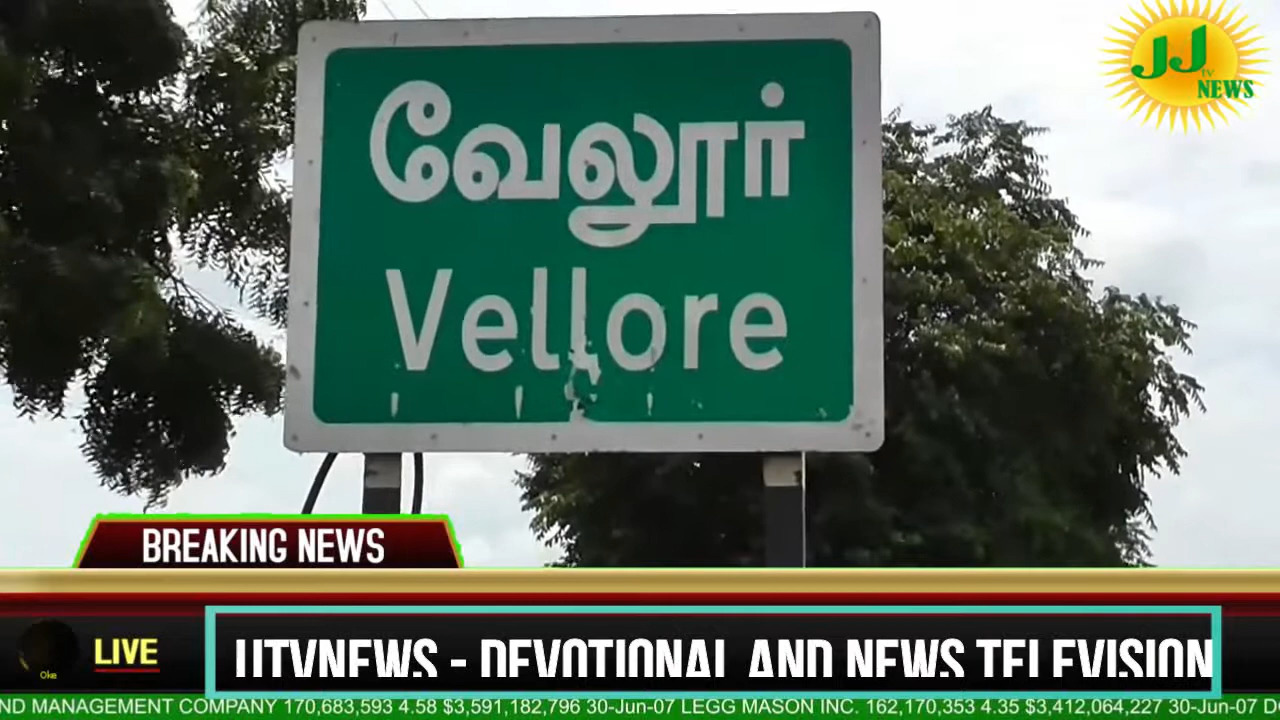 JJ
TV
NEWS
வேலூர்
Vellore
BREAKING NEWS
LIVE
JJTVNEWS - DEVOTIONAL AND NEWS TELEVISION
Oke
ND MANAGEMENT COMPANY 170,683,593 4.58 $3,591,182,796 30-Jun-07 LEGG MASON INC. 162,170,353 4.35 $3,412,064,227 30-Jun-07